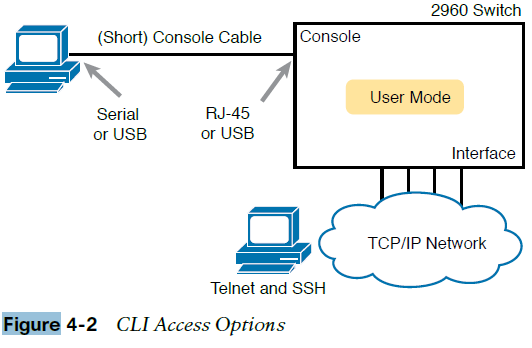 2960 Switch
(Short) Console Cable
Console
Serial
or USB
RJ-45
or USB
User Mode
Interface
TCP/IP Network
Telnet and SSH
Figure 4-2 CLI Access Options